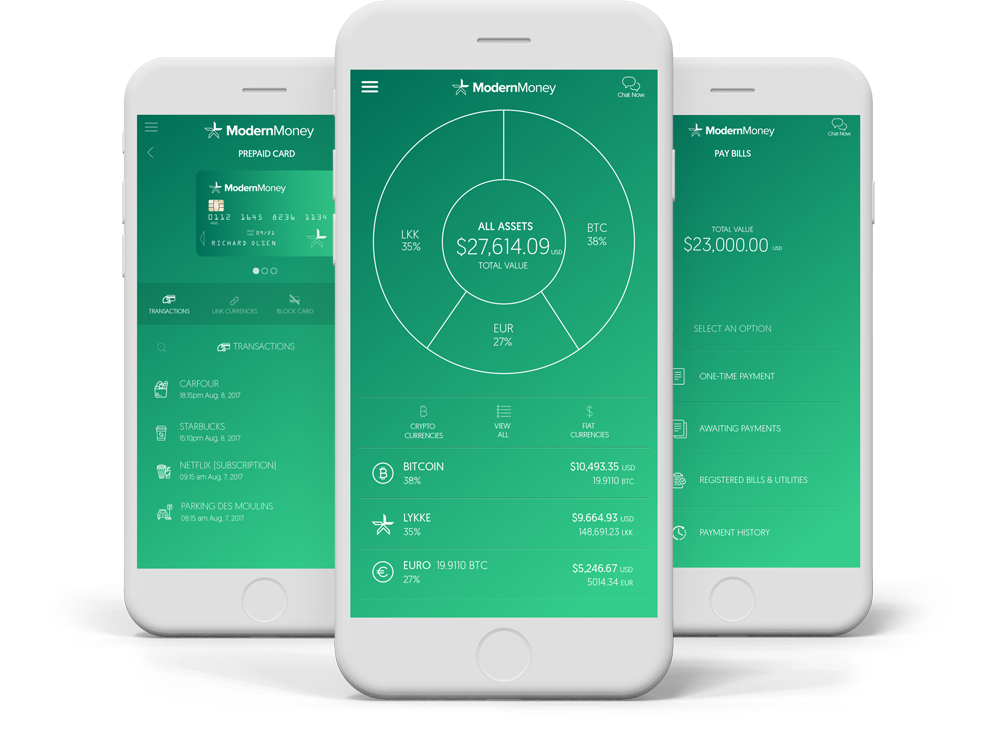 ModernMoney
PREPAID CARD
ModernMoney
0112 1645 8236 1134
09/21
RICHARD OLSEN
TRANSACTIONS
LINK CURRENCIES
BLOCK CARD
TRANSACTIONS
CARFOUR
18:15pm Aug, 8, 2017
STARBUCKS
15:10pm Aug, 8, 2017
NETFLIX [SUBSCRIPTION]
09:15 am Aug, 7, 2017
PARKING DES MOULINS
08:15 am Aug, 7, 2017
ModernMoney
Chat Now
LKK
35%
BTC
38%
ALL ASSETS
$27,614.09 USD
TOTAL VALUE
EUR
27%
CRYPTO
CURRENCIES
VIEW
ALL
FIAT
CURRENCIES
BITCOIN
38%
$10,493.35 USD
19.9110 BTC
LYKKE
35%
$9.664.93 USD
148,691.23 LKK
EURO 19.9110 BTC
27%
$5,246.67 USD
5014.34 EUR
ModernMoney
Chat Now
PAY BILLS
TOTAL VALUE
$23,000.00 USD
SELECT AN OPTION
ONE-TIME PAYMENT
AWAITING PAYMENTS
REGISTERED BILLS & UTILITIES
PAYMENT HISTORY